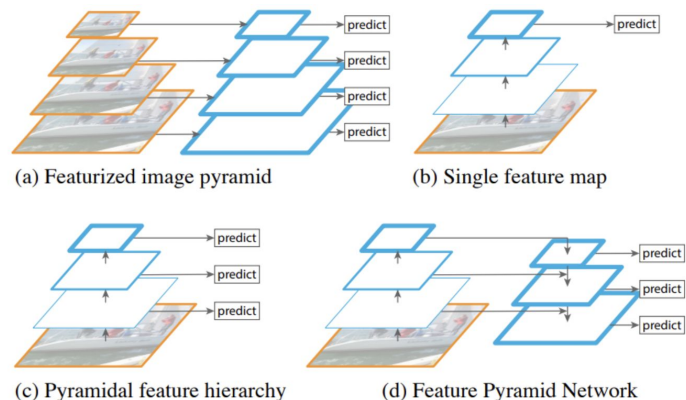 predict
predict
predict
predict
predict
(a) Featurized image pyramid
(b) Single feature map
predict
predict
predict
predict
predict
predict
(c) Pyramidal feature hierarchy
(d) Feature Pyramid Network